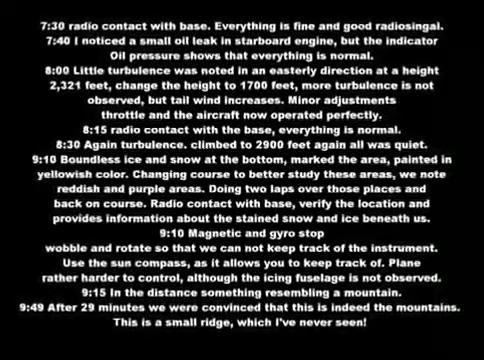 7:30 radio contact with base. Everything is fine and good radiosingal.
7:40 I noticed a small oil leak in starboard engine, but the indicator
Oil pressure shows that everything is normal.
8:00 Little turbulence was noted in an easterly direction at a height
2,321 feet, change the height to 1700 feet, more turbulence is not
observed, but tail wind increases. Minor adjustments
throttle and the aircraft now operated perfectly.
8:15 radio contact with the base, everything is normal.
8:30 Again turbulence. climbed to 2900 feet again all was quiet.
9:10 Boundless ice and snow at the bottom, marked the area, painted in
yellowish color. Changing course to better study these areas, we note
reddish and purple areas. Doing two laps over those places and
back on course. Radio contact with base, verify the location and
provides information about the stained snow and ice beneath us.
9:10 Magnetic and gyro stop
wobble and rotate so that we can not keep track of the instrument.
Use the sun compass, as it allows you to keep track of. Plane
rather harder to control, although the icing fuselage is not observed.
9:15 In the distance something resembling a mountain.
9:49 After 29 minutes we were convinced that this is indeed the mountains.
This is a small ridge, which I've never seen!